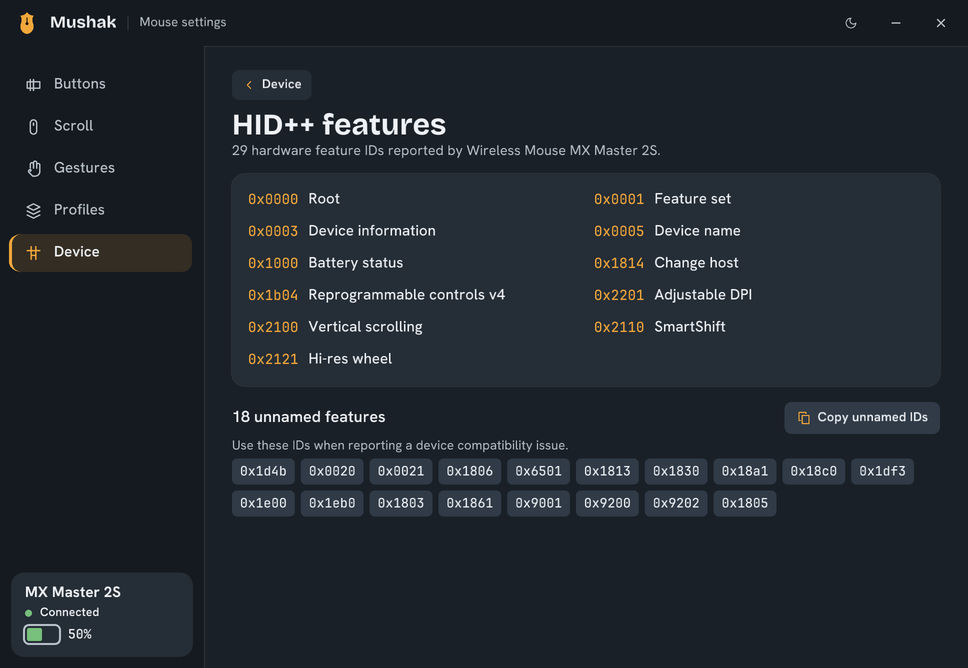 Mushak | Mouse settings
Buttons
Scroll
Gestures
Profiles
Device
MX Master 2S
Connected
50%
Device
HID++ features
29 hardware feature IDs reported by Wireless Mouse MX Master 2S.
0x0000 Root 0x0001 Feature set
0x0003 Device information 0x0005 Device name
0x1000 Battery status 0x1814 Change host
0x1b04 Reprogrammable controls v4 0x2201 Adjustable DPI
0x2100 Vertical scrolling 0x2110 SmartShift
0x2121 Hi-res wheel
18 unnamed features Copy unnamed IDs
Use these IDs when reporting a device compatibility issue.
0x1d4b 0x0020 0x0021 0x1806 0x6501 0x1813 0x1830 0x18a1 0x18c0 0x1df3
0x1e00 0x1eb0 0x1803 0x1861 0x9001 0x9200 0x9202 0x1805